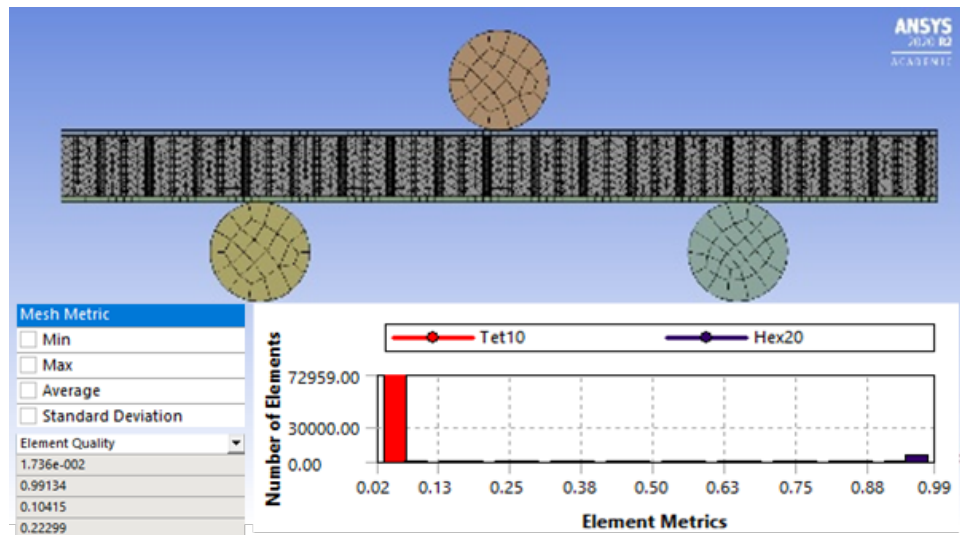 ANSYS
2020 R2
ACADEMIC
Mesh Metric
Min
Max
Average
Standard Deviation
Element Quality
1.736e-002
0.99134
0.10415
0.22299
Tet10
Hex20
Number of Elements
72959.00
30000.00
0.00
0.02 0.13 0.25 0.38 0.50 0.63 0.75 0.88 0.99
Element Metrics